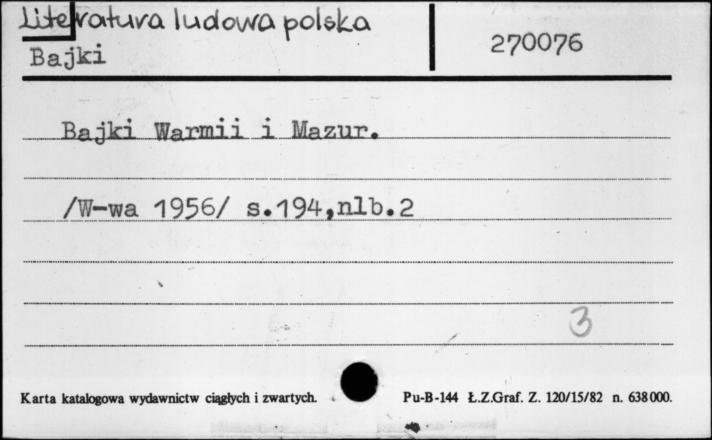 Literatura ludowa polska
Bajki
270076
Bajki Warmii i Mazur.
/W-wa 1956/ s.194,nlb.2
3
Karta katalogowa wydawnictw ciągłych i zwartych.
Pu-B-144 Ł.Z.Graf. Z. 120/15/82 n. 638000.